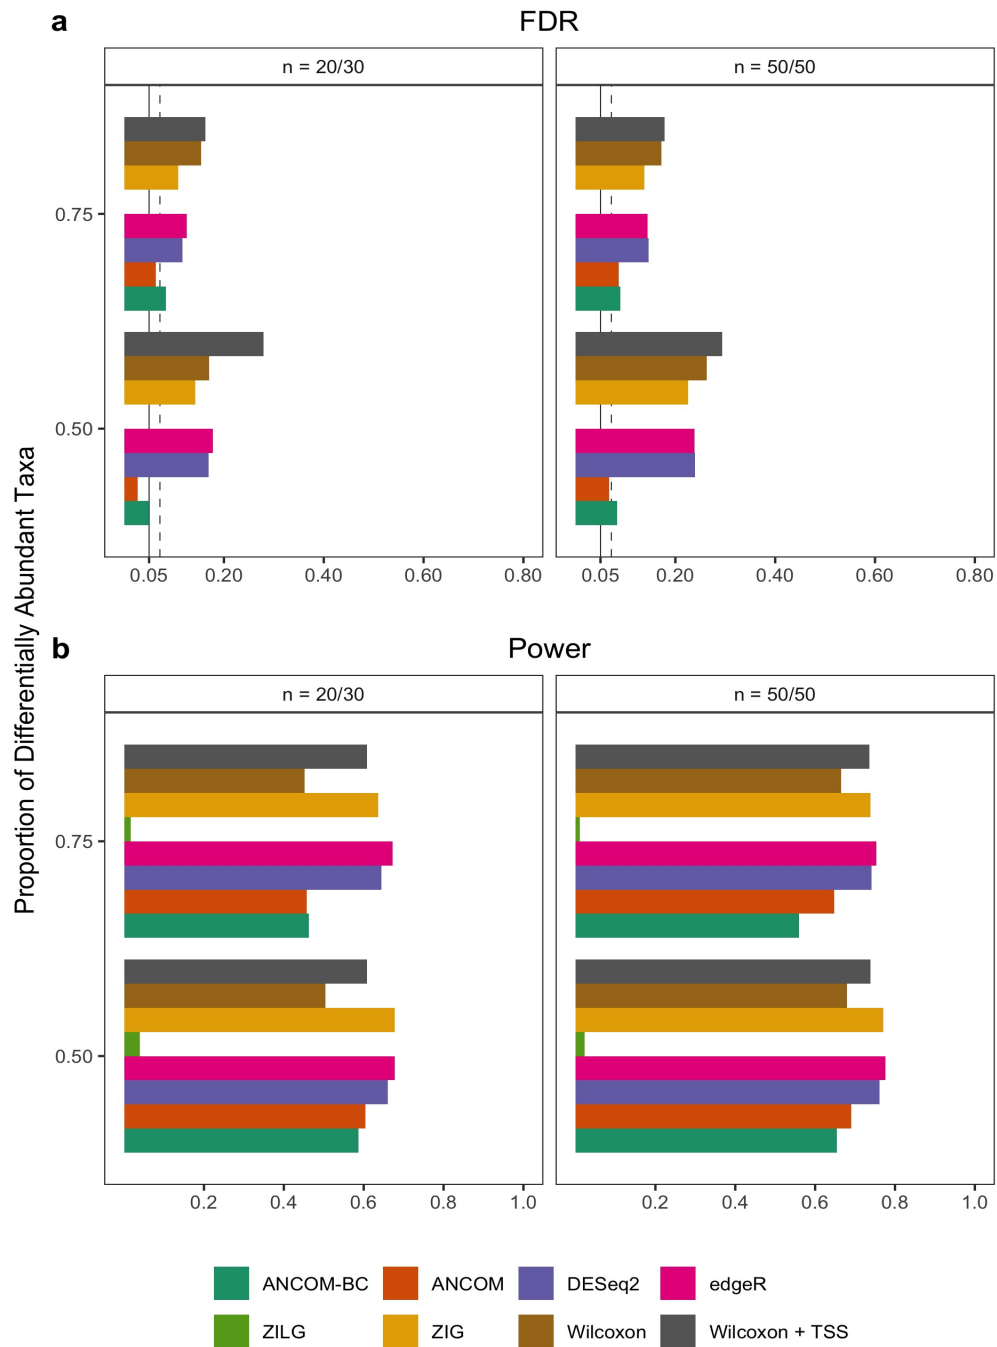 a
FDR
n = 20/30
n = 50/50
0.75
0.50
0.05 0.20 0.40 0.60 0.80
0.05 0.20 0.40 0.60 0.80
Proportion of Differentially Abundant Taxa
b
Power
n = 20/30
n = 50/50
0.75
0.50
0.2 0.4 0.6 0.8 1.0
0.2 0.4 0.6 0.8 1.0
ANCOM-BC ANCOM DESeq2 edgeR
ZILG ZIG Wilcoxon Wilcoxon + TSS